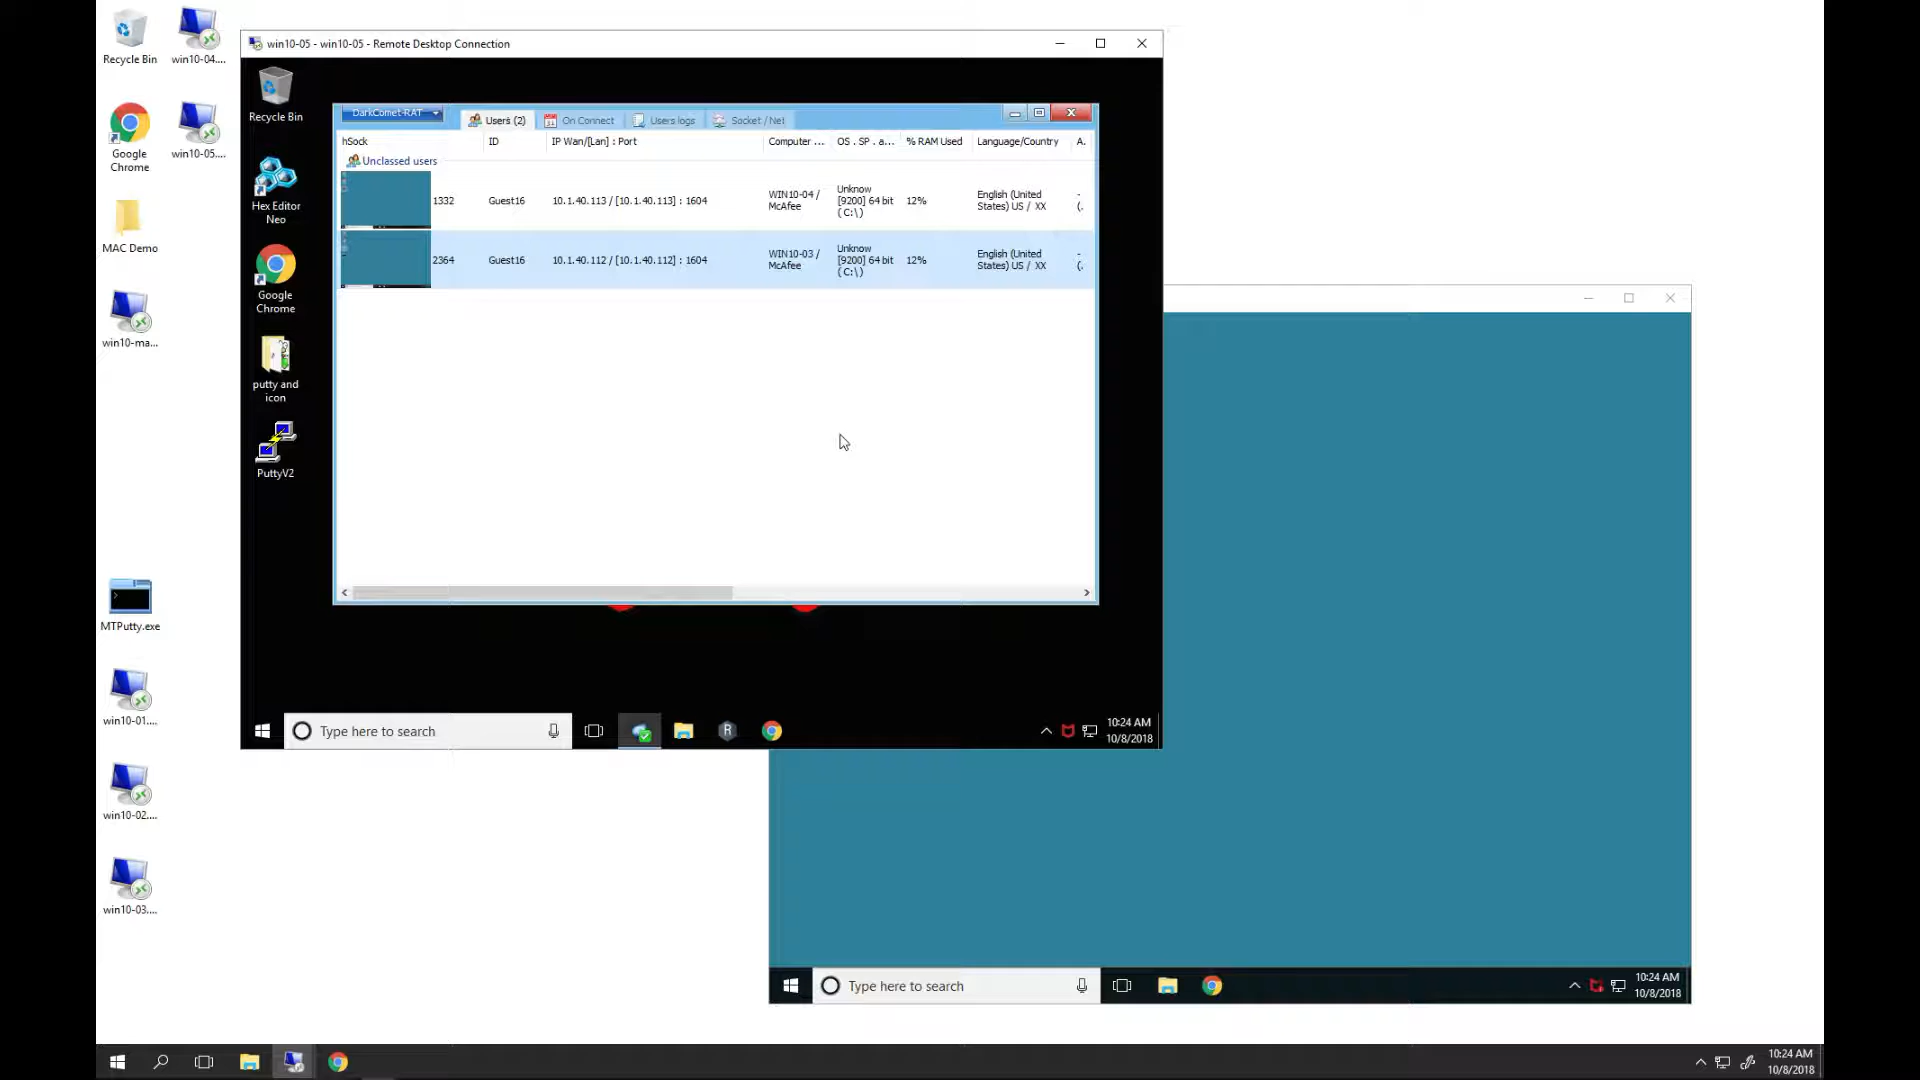 Recycle Bin
win10-04....
Google
Chrome
win10-05....
MAC Demo
win10-ma...
MTPutty.exe
win10-01....
win10-02....
win10-03....
win10-05 - win10-05 - Remote Desktop Connection
Recycle Bin
Hex Editor
Neo
Google
Chrome
putty and
icon
PuttyV2
DarkComet-RAT
Users (2)
On Connect
Users logs
Socket / Net
hSock
ID
IP Wan/[Lan] : Port
Computer ...
OS . SP . a...
% RAM Used
Language/Country
A.
Unclassed users
1332
Guest16
10.1.40.113 / [10.1.40.113] : 1604
WIN10-04 /
McAfee
Unknow
[9200] 64 bit
( C:\ )
12%
English (United
States) US / XX
-
(.
2364
Guest16
10.1.40.112 / [10.1.40.112] : 1604
WIN10-03 /
McAfee
Unknow
[9200] 64 bit
( C:\ )
12%
English (United
States) US / XX
-
(.
Type here to search
R
10:24 AM
10/8/2018
Type here to search
10:24 AM
10/8/2018
10:24 AM
10/8/2018